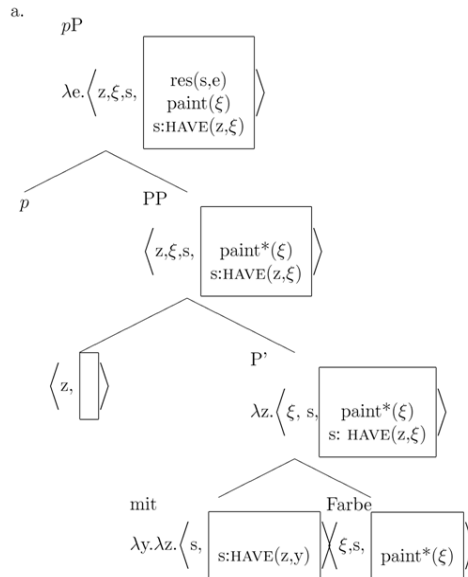 a.
pP
res(s,e)
λe.⟨z,ξ,s, paint(ξ)⟩
s:HAVE(z,ξ)
p PP
⟨z,ξ,s, paint*(ξ)⟩
s:HAVE(z,ξ)
P'
⟨z, ⟩
λz.⟨ξ, s, paint*(ξ)⟩
s: HAVE(z,ξ)
mit Farbe
λy.λz.⟨s, s:HAVE(z,y)⟩⟨ξ,s, paint*(ξ)⟩